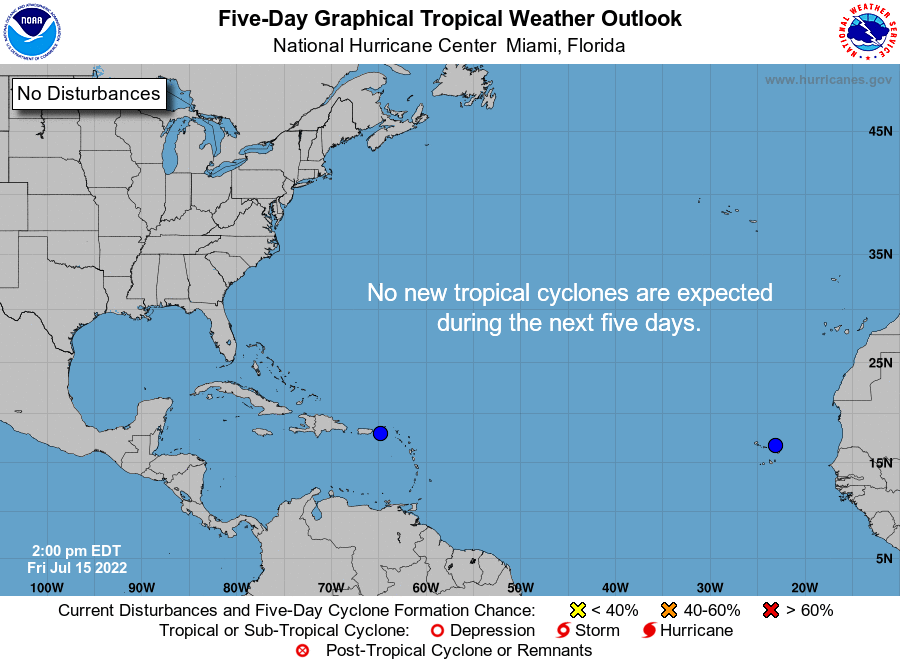 Five-Day Graphical Tropical Weather Outlook
National Hurricane Center Miami, Florida
NOAA
www.hurricanes.gov
No Disturbances
45N
35N
No new tropical cyclones are expected
during the next five days.
25N
15N
2:00 pm EDT
Fri Jul 15 2022
5N
100W 90W 80W 70W 60W 50W 40W 30W 20W
Current Disturbances and Five-Day Cyclone Formation Chance: < 40% 40-60% > 60%
Tropical or Sub-Tropical Cyclone: Depression Storm Hurricane
Post-Tropical Cyclone or Remnants